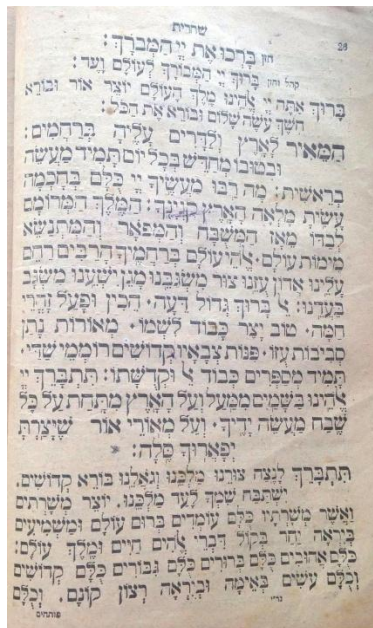 שחרית
26
חזן בָּרְכוּ אֶת יְיָ הַמְבֹרָךְ:
קהל וחזן בָּרוּךְ יְיָ הַמְבוֹרָךְ לְעוֹלָם וָעֶד:
בָּרוּךְ אַתָּה יְיָ אֱלֹהֵינוּ מֶלֶךְ הָעוֹלָם יוֹצֵר אוֹר וּבוֹרֵא
חֹשֶׁךְ עֹשֶׂה שָׁלוֹם וּבוֹרֵא אֶת הַכֹּל:
הַמֵּאִיר לָאָרֶץ וְלַדָּרִים עָלֶיהָ בְּרַחֲמִים:
וּבְטוּבוֹ מְחַדֵּשׁ בְּכָל יוֹם תָּמִיד מַעֲשֵׂה
בְרֵאשִׁית: מָה רַבּוּ מַעֲשֶׂיךָ יְיָ כֻּלָּם בְּחָכְמָה
עָשִׂיתָ מָלְאָה הָאָרֶץ קִנְיָנֶךָ: הַמֶּלֶךְ הַמְרוֹמָם
לְבַדּוֹ מֵאָז הַמְשֻׁבָּח וְהַמְפֹאָר וְהַמִּתְנַשֵּׂא
מִימוֹת עוֹלָם. אֱלֹהֵי עוֹלָם בְּרַחֲמֶיךָ הָרַבִּים רַחֵם
עָלֵינוּ אֲדוֹן עֻזֵּנוּ צוּר מִשְׂגַּבֵּנוּ מָגֵן יִשְׁעֵנוּ מִשְׂגָּב
בַּעֲדֵנוּ: אֵל בָּרוּךְ גְּדוֹל דֵּעָה. הֵכִין וּפָעַל זָהֳרֵי
חַמָּה. טוֹב יָצַר כָּבוֹד לִשְׁמוֹ. מְאוֹרוֹת נָתַן
סְבִיבוֹת עֻזּוֹ. פִּנּוֹת צְבָאָיו קְדוֹשִׁים רוֹמְמֵי שַׁדַּי.
תָּמִיד מְסַפְּרִים כְּבוֹד אֵל וּקְדֻשָּׁתוֹ: תִּתְבָּרֵךְ יְיָ
אֱלֹהֵינוּ בַּשָּׁמַיִם מִמַּעַל וְעַל הָאָרֶץ מִתָּחַת עַל כָּל
שֶׁבַח מַעֲשֵׂה יָדֶיךָ. וְעַל מְאוֹרֵי אוֹר שֶׁיָּצַרְתָּ
יְפָאֲרוּךָ סֶּלָה:
תִּתְבָּרֵךְ לָנֶצַח צוּרֵנוּ מַלְכֵּנוּ וְגֹאֲלֵנוּ בּוֹרֵא קְדוֹשִׁים.
יִשְׁתַּבַּח שִׁמְךָ לָעַד מַלְכֵּנוּ. יוֹצֵר מְשָׁרְתִים
וַאֲשֶׁר מְשָׁרְתָיו כֻּלָּם עוֹמְדִים בְּרוּם עוֹלָם וּמַשְׁמִיעִים
בְּיִרְאָה יַחַד בְּקוֹל דִּבְרֵי אֱלֹהִים חַיִּים וּמֶלֶךְ עוֹלָם:
כֻּלָּם אֲהוּבִים כֻּלָּם בְּרוּרִים כֻּלָּם גִּבּוֹרִים כֻּלָּם קְדוֹשִׁים
וְכֻלָּם עֹשִׂים בְּאֵימָה וּבְיִרְאָה רְצוֹן קוֹנָם. וְכֻלָּם
פותחים